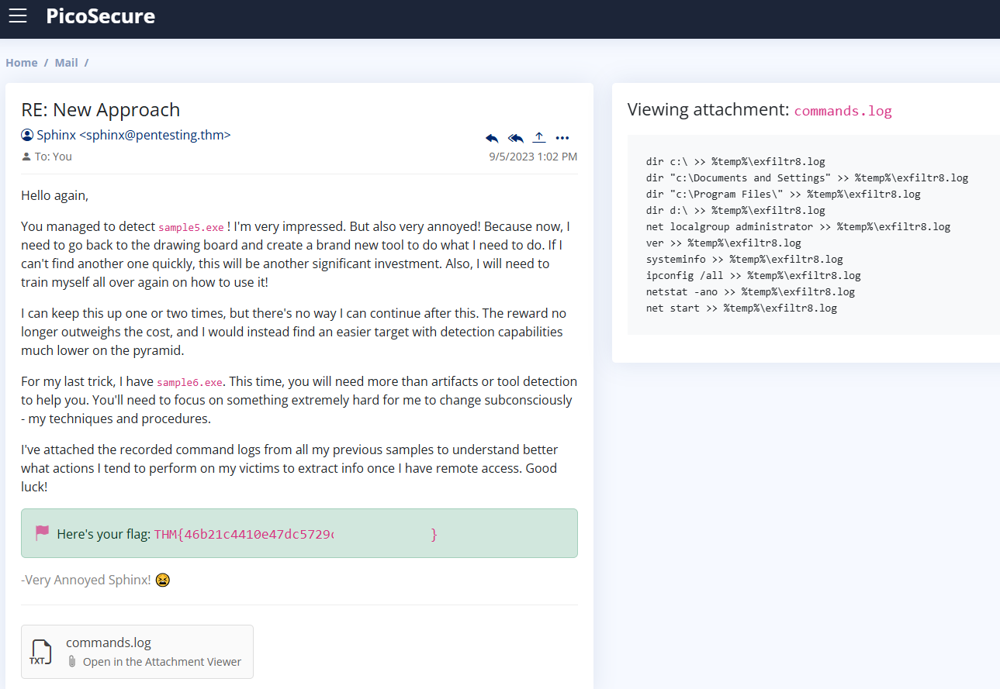 PicoSecure
Home / Mail /
RE: New Approach
Sphinx <sphinx@pentesting.thm>
To: You
9/5/2023 1:02 PM
Hello again,
You managed to detect sample5.exe ! I'm very impressed. But also very annoyed! Because now, I
need to go back to the drawing board and create a brand new tool to do what I need to do. If I
can't find another one quickly, this will be another significant investment. Also, I will need to
train myself all over again on how to use it!
I can keep this up one or two times, but there's no way I can continue after this. The reward no
longer outweighs the cost, and I would instead find an easier target with detection capabilities
much lower on the pyramid.
For my last trick, I have sample6.exe. This time, you will need more than artifacts or tool detection
to help you. You'll need to focus on something extremely hard for me to change subconsciously
- my techniques and procedures.
I've attached the recorded command logs from all my previous samples to understand better
what actions I tend to perform on my victims to extract info once I have remote access. Good
luck!
Here's your flag: THM{46b21c4410e47dc5729 }
-Very Annoyed Sphinx!
TXT
commands.log
Open in the Attachment Viewer
Viewing attachment: commands.log
dir c:\ >> %temp%\exfiltr8.log
dir "c:\Documents and Settings" >> %temp%\exfiltr8.log
dir "c:\Program Files\" >> %temp%\exfiltr8.log
dir d:\ >> %temp%\exfiltr8.log
net localgroup administrator >> %temp%\exfiltr8.log
ver >> %temp%\exfiltr8.log
systeminfo >> %temp%\exfiltr8.log
ipconfig /all >> %temp%\exfiltr8.log
netstat -ano >> %temp%\exfiltr8.log
net start >> %temp%\exfiltr8.log